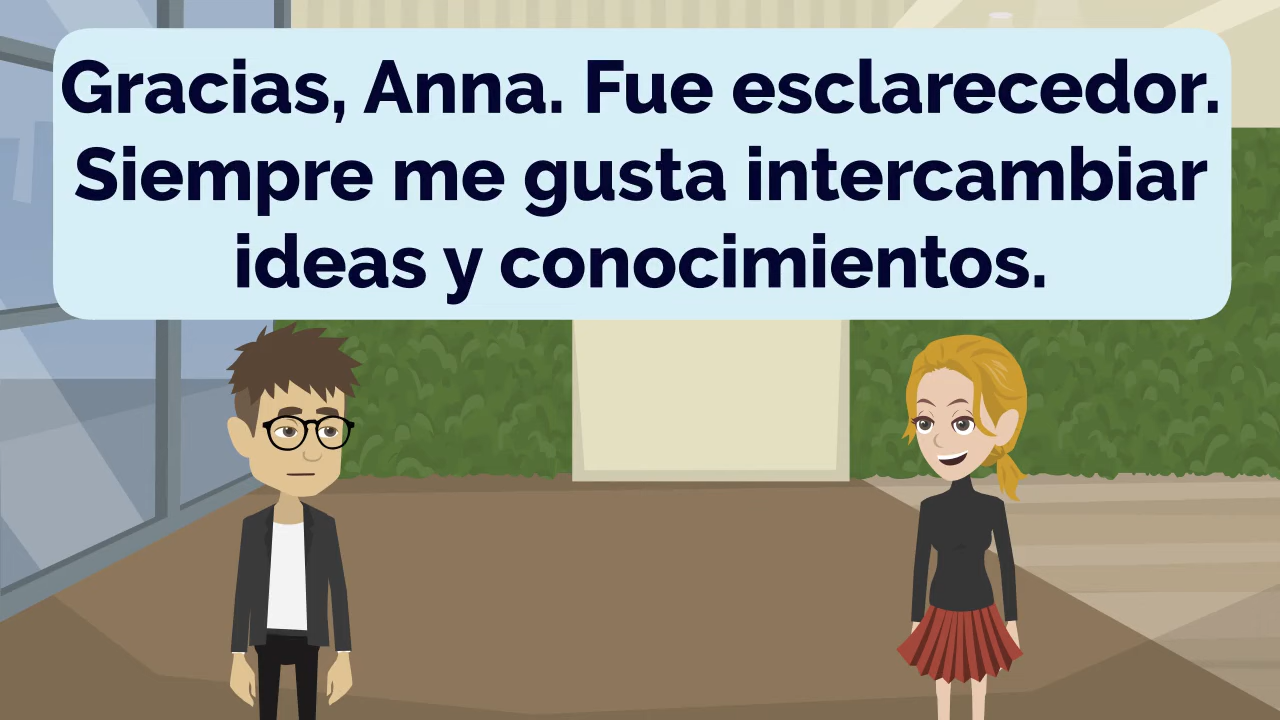 Gracias, Anna. Fue esclarecedor.
Siempre me gusta intercambiar
ideas y conocimientos.